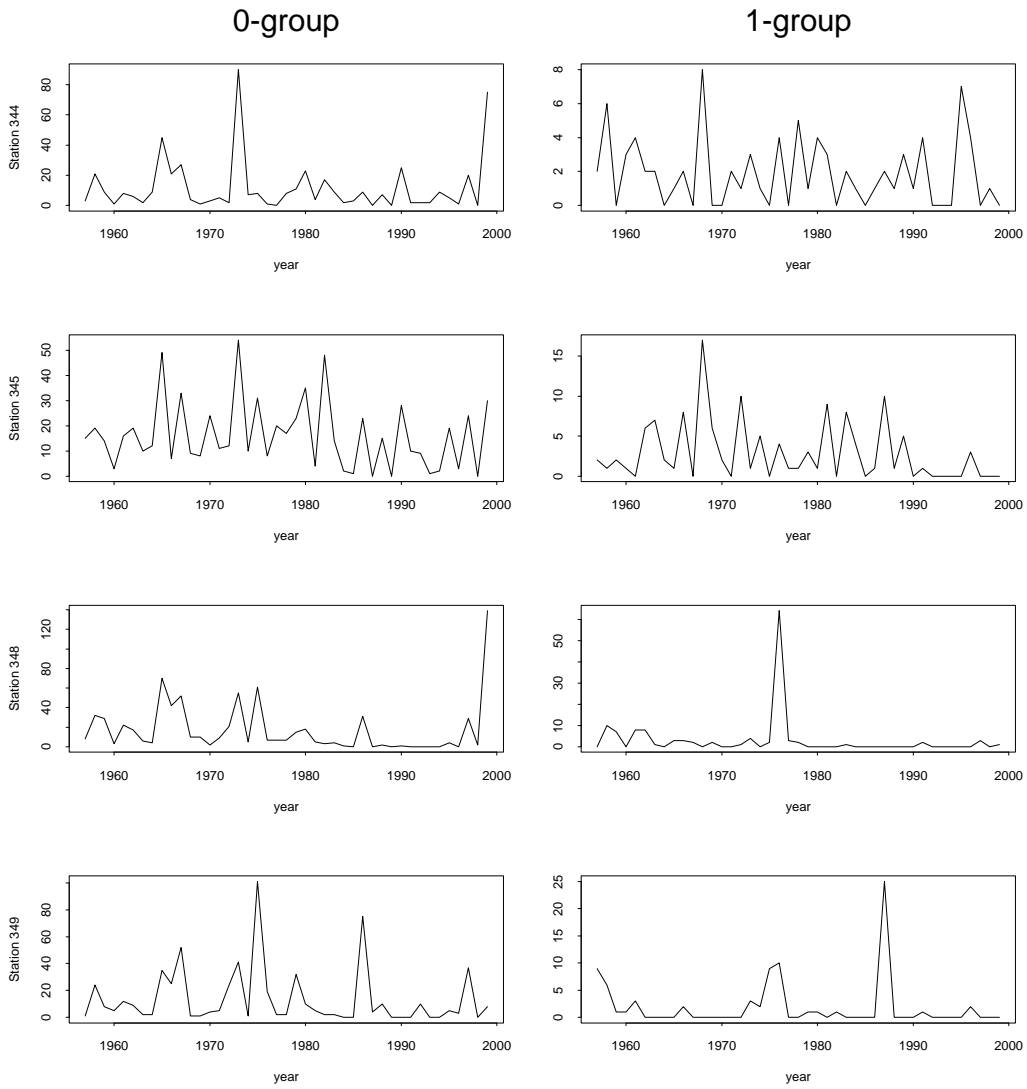 0-group 1-group
Station 344
0 20 40 60 80
1960 1970 1980 1990 2000
year
0 2 4 6 8
1960 1970 1980 1990 2000
year
Station 345
0 10 20 30 40 50
1960 1970 1980 1990 2000
year
0 5 10 15
1960 1970 1980 1990 2000
year
Station 348
0 40 80 120
1960 1970 1980 1990 2000
year
0 10 30 50
1960 1970 1980 1990 2000
year
Station 349
0 20 40 60 80
1960 1970 1980 1990 2000
year
0 5 10 15 20 25
1960 1970 1980 1990 2000
year